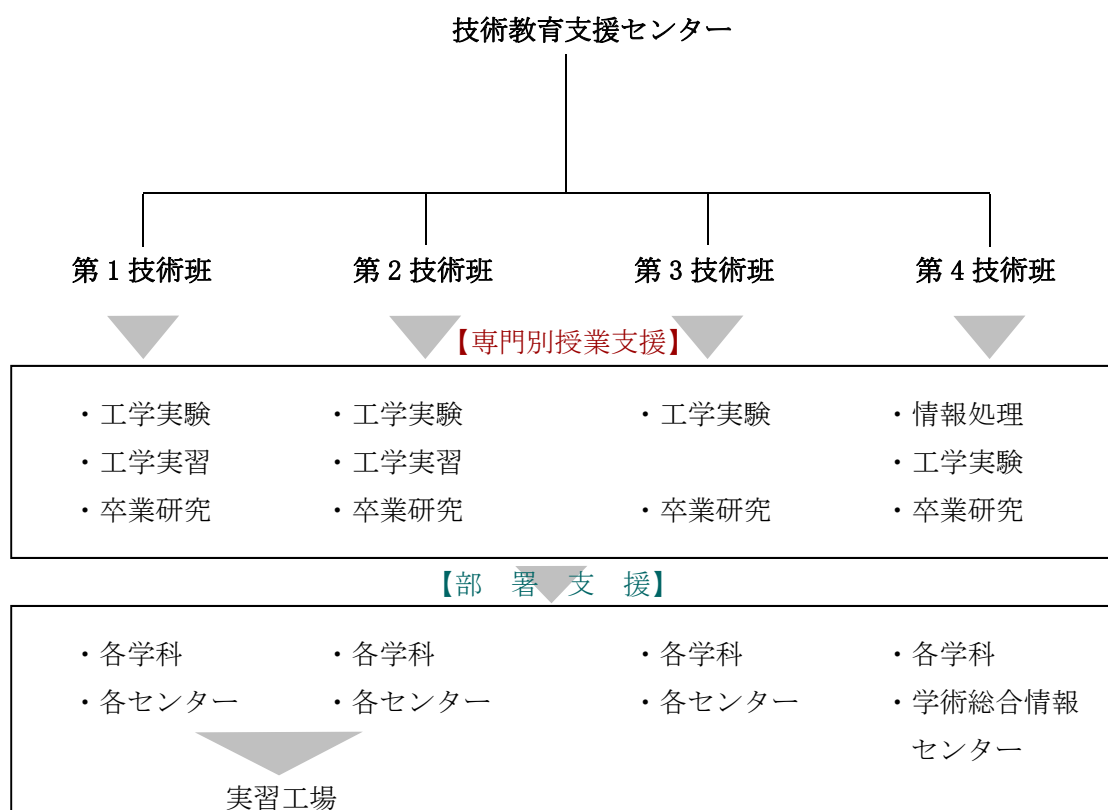 技術教育支援センター
第1技術班 第2技術班 第3技術班 第4技術班
【専門別授業支援】
・工学実験 ・工学実験 ・工学実験 ・情報処理
・工学実習 ・工学実習 ・工学実験
・卒業研究 ・卒業研究 ・卒業研究 ・卒業研究
【部 署 支 援】
・各学科 ・各学科 ・各学科 ・各学科
・各センター ・各センター ・各センター ・学術総合情報
センター
実習工場